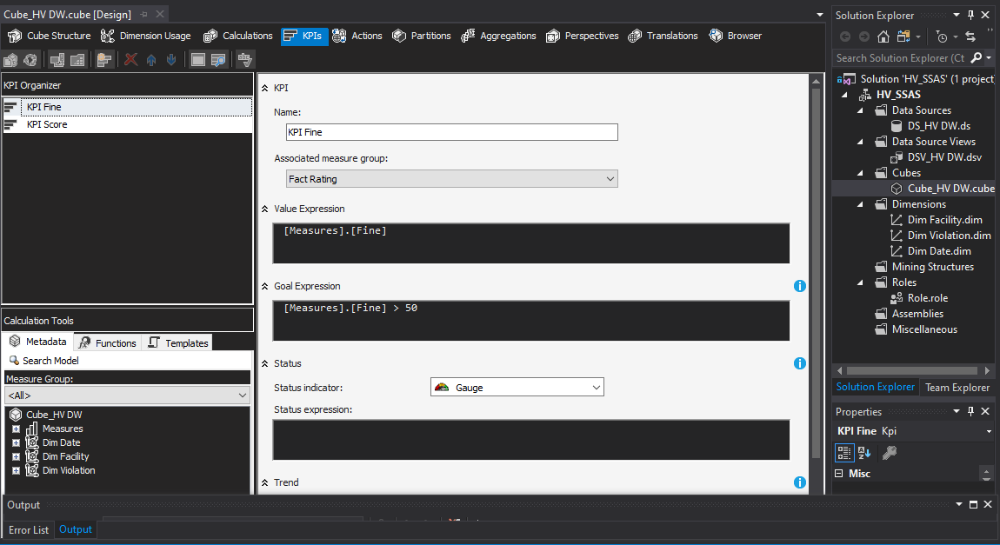 Cube_HV DW.cube [Design]
Cube Structure Dimension Usage Calculations KPIs Actions Partitions Aggregations Perspectives Translations Browser
KPI Organizer
KPI Fine
KPI Score
Calculation Tools
Metadata Functions Templates
Search Model
Measure Group:
<All>
Cube_HV DW
Measures
Dim Date
Dim Facility
Dim Violation
KPI
Name:
KPI Fine
Associated measure group:
Fact Rating
Value Expression
[Measures].[Fine]
Goal Expression
[Measures].[Fine] > 50
Status
Status indicator: Gauge
Status expression:
Trend
Solution Explorer
Search Solution Explorer (Ct
Solution 'HV_SSAS' (1 project
HV_SSAS
Data Sources
DS_HV DW.ds
Data Source Views
DSV_HV DW.dsv
Cubes
Cube_HV DW.cube
Dimensions
Dim Facility.dim
Dim Violation.dim
Dim Date.dim
Mining Structures
Roles
Role.role
Assemblies
Miscellaneous
Solution Explorer Team Explorer
Properties
KPI Fine Kpi
Misc
Output
Error List Output